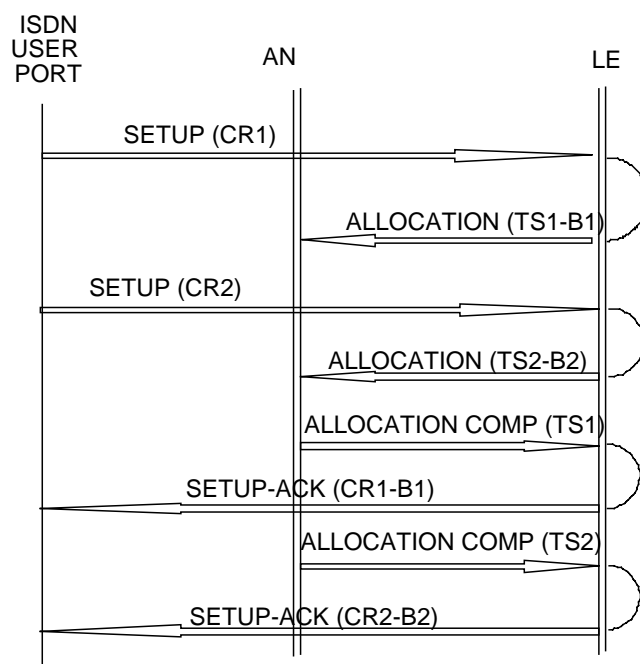 ISDN
USER
PORT
AN
LE
SETUP (CR1)
ALLOCATION (TS1-B1)
SETUP (CR2)
ALLOCATION (TS2-B2)
ALLOCATION COMP (TS1)
SETUP-ACK (CR1-B1)
ALLOCATION COMP (TS2)
SETUP-ACK (CR2-B2)